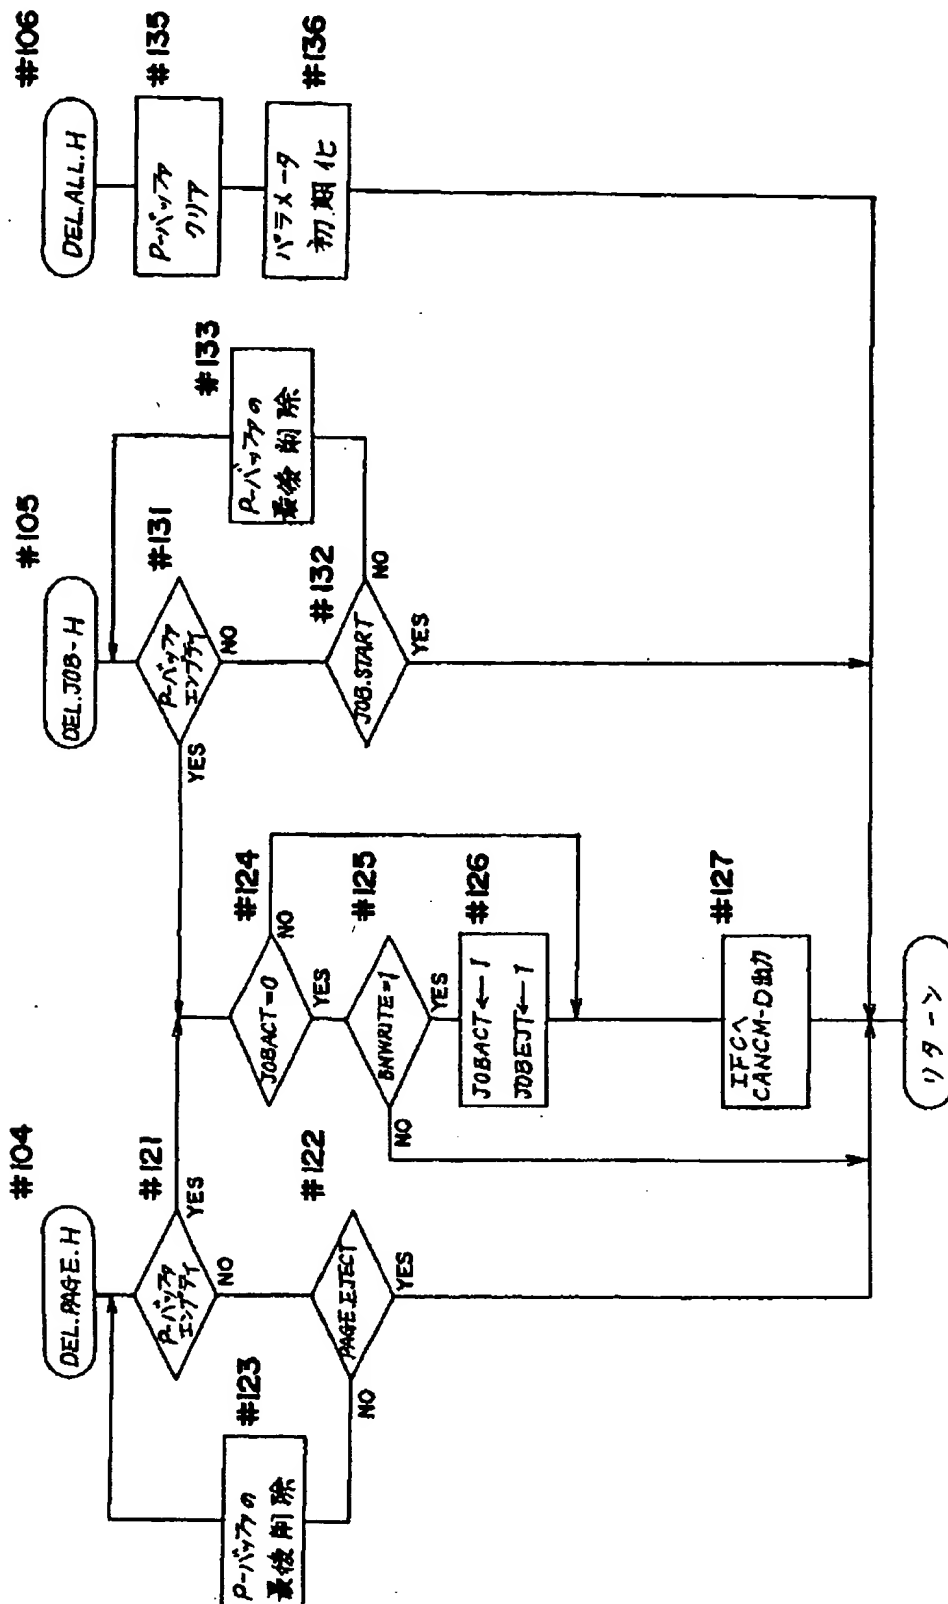 #104
DEL.PAGE.H
#121
P-バッファ
エンプティ
YES
NO
#122
PAGE.EJECT
YES
NO
#123
P-バッファの
最後削除
#124
JOBACT=0
NO
YES
#125
BNWRITE=1
YES
NO
#126
JOBACT←1
JOBEJT←1
#127
IFCへ
CANCM-D出力
リターン
#105
DEL.JOB-H
#131
P-バッファ
エンプティ
YES
NO
#132
JOB.START
NO
YES
#133
P-バッファの
最後削除
#106
DEL.ALL.H
#135
P-バッファ
クリア
#136
パラメータ
初期化